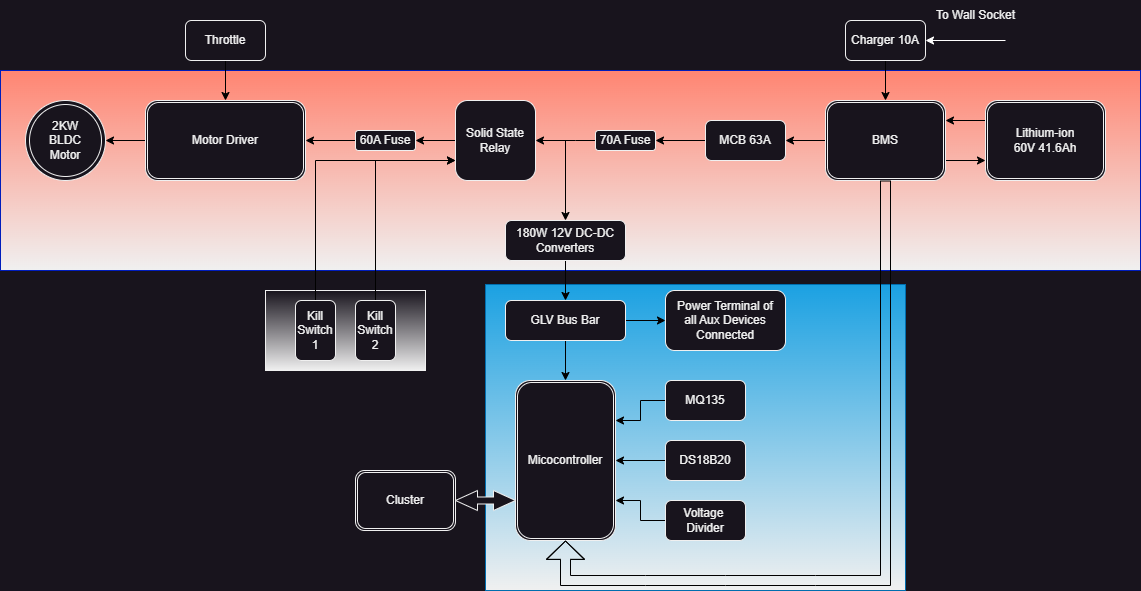 To Wall Socket
Throttle
Charger 10A
2KW
BLDC
Motor
Motor Driver
60A Fuse
Solid State
Relay
70A Fuse
MCB 63A
BMS
Lithium-ion
60V 41.6Ah
180W 12V DC-DC
Converters
Kill
Switch
1
Kill
Switch
2
GLV Bus Bar
Power Terminal of
all Aux Devices
Connected
MQ135
Micocontroller
DS18B20
Cluster
Voltage
Divider